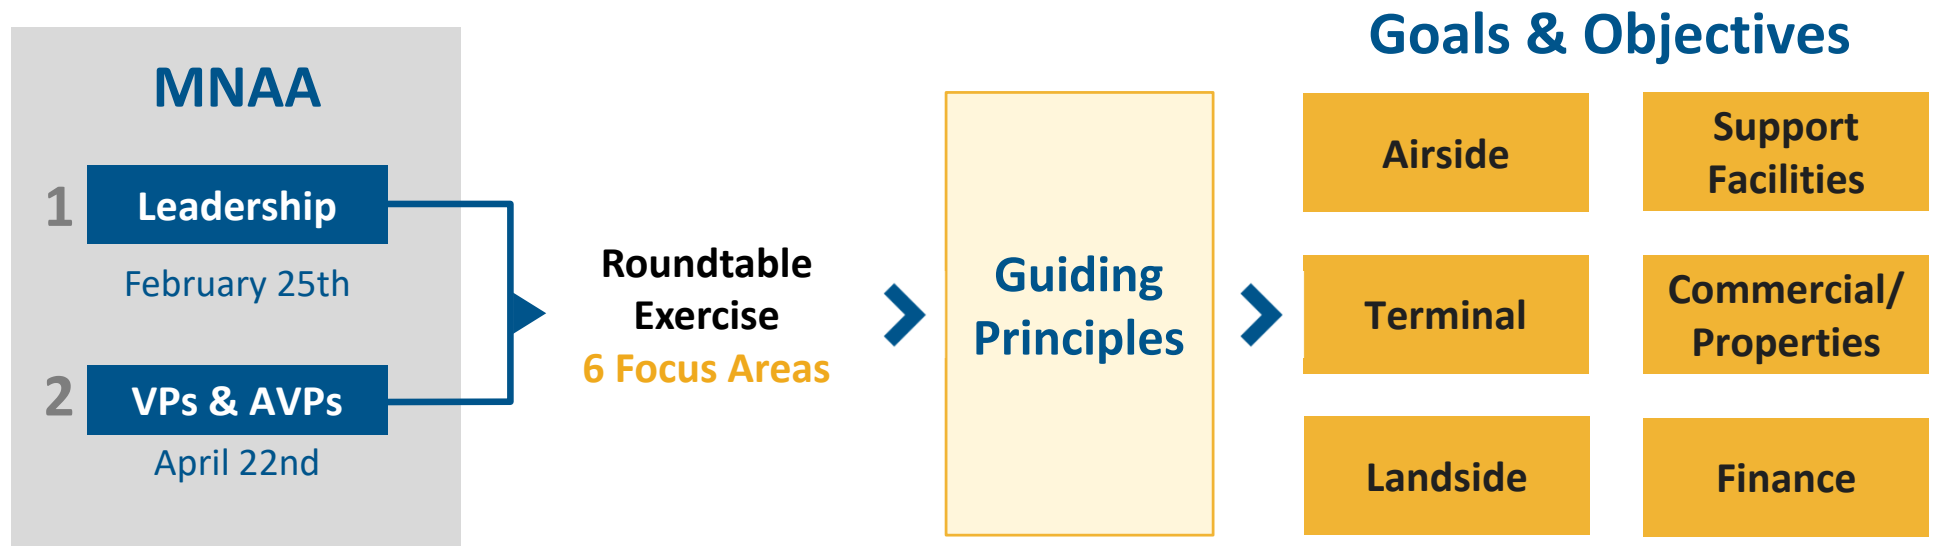 MNAA
1
Leadership
February 25th
2
VPs & AVPs
April 22nd
Roundtable
Exercise
6 Focus Areas
Guiding
Principles
Goals & Objectives
Airside
Support
Facilities
Terminal
Commercial/
Properties
Landside
Finance